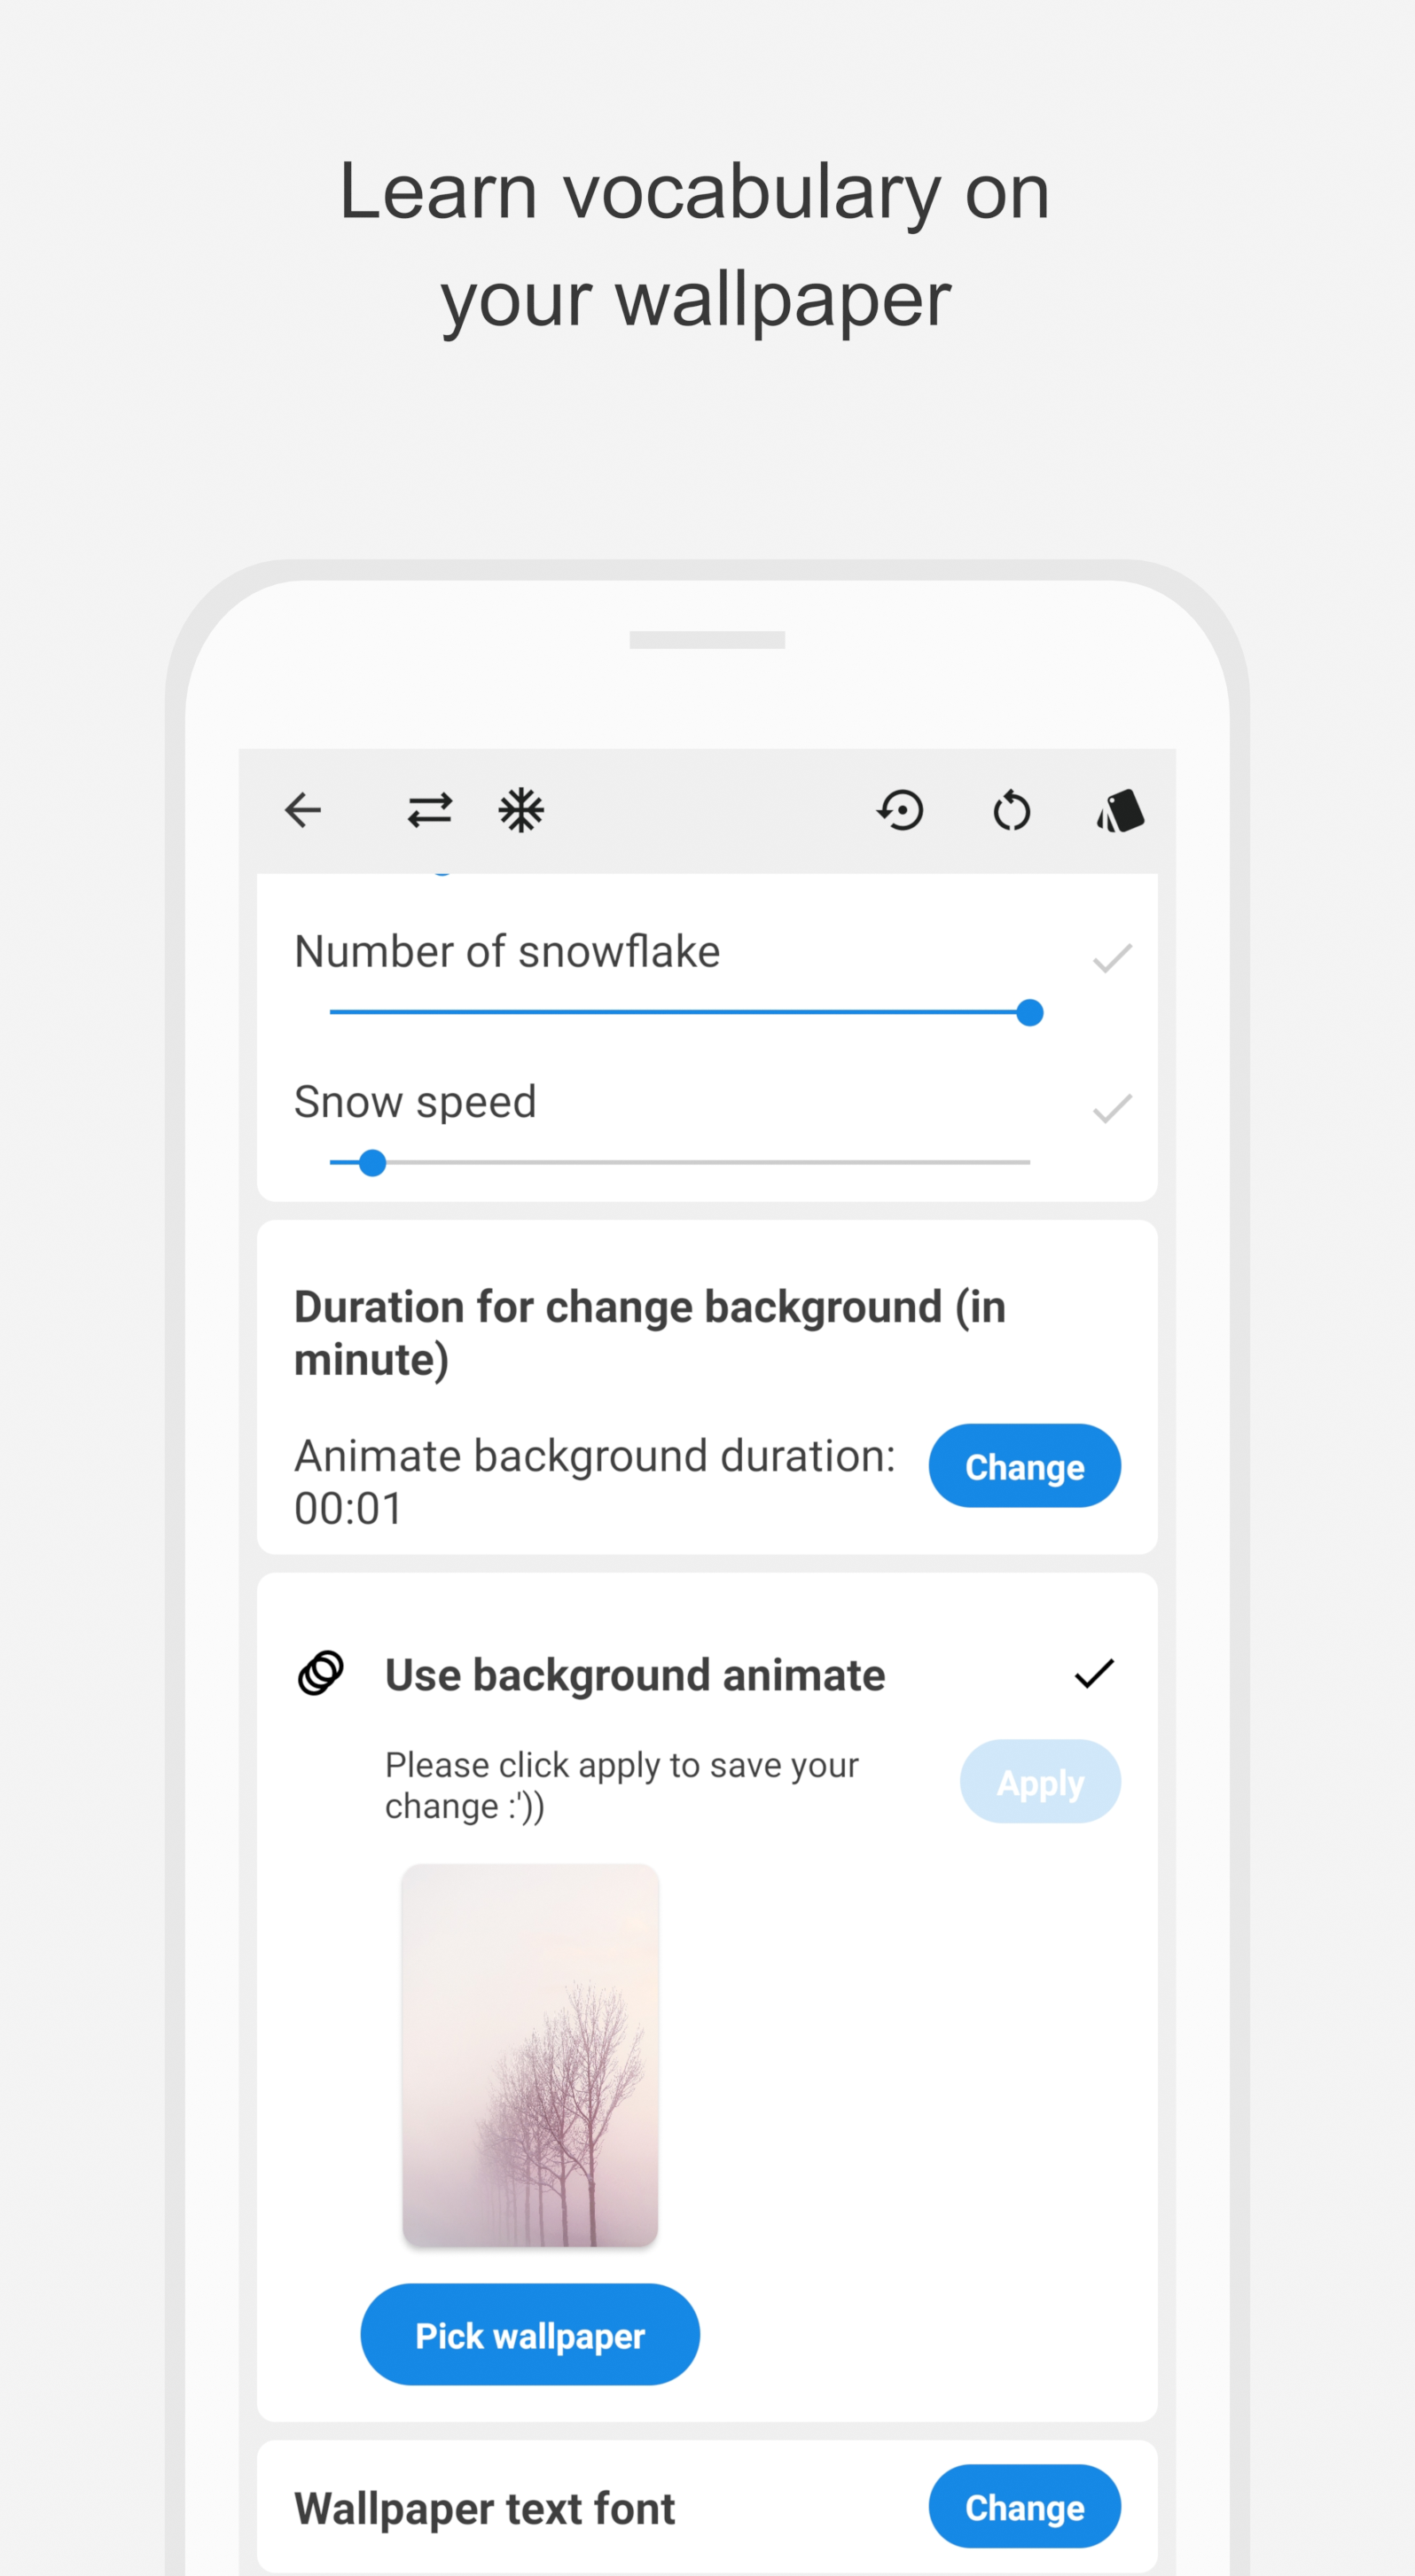 Learn vocabulary on
your wallpaper
Number of snowflake
Snow speed
Duration for change background (in
minute)
Animate background duration:
00:01
Change
Use background animate
Please click apply to save your
change :'))
Apply
Pick wallpaper
Wallpaper text font
Change